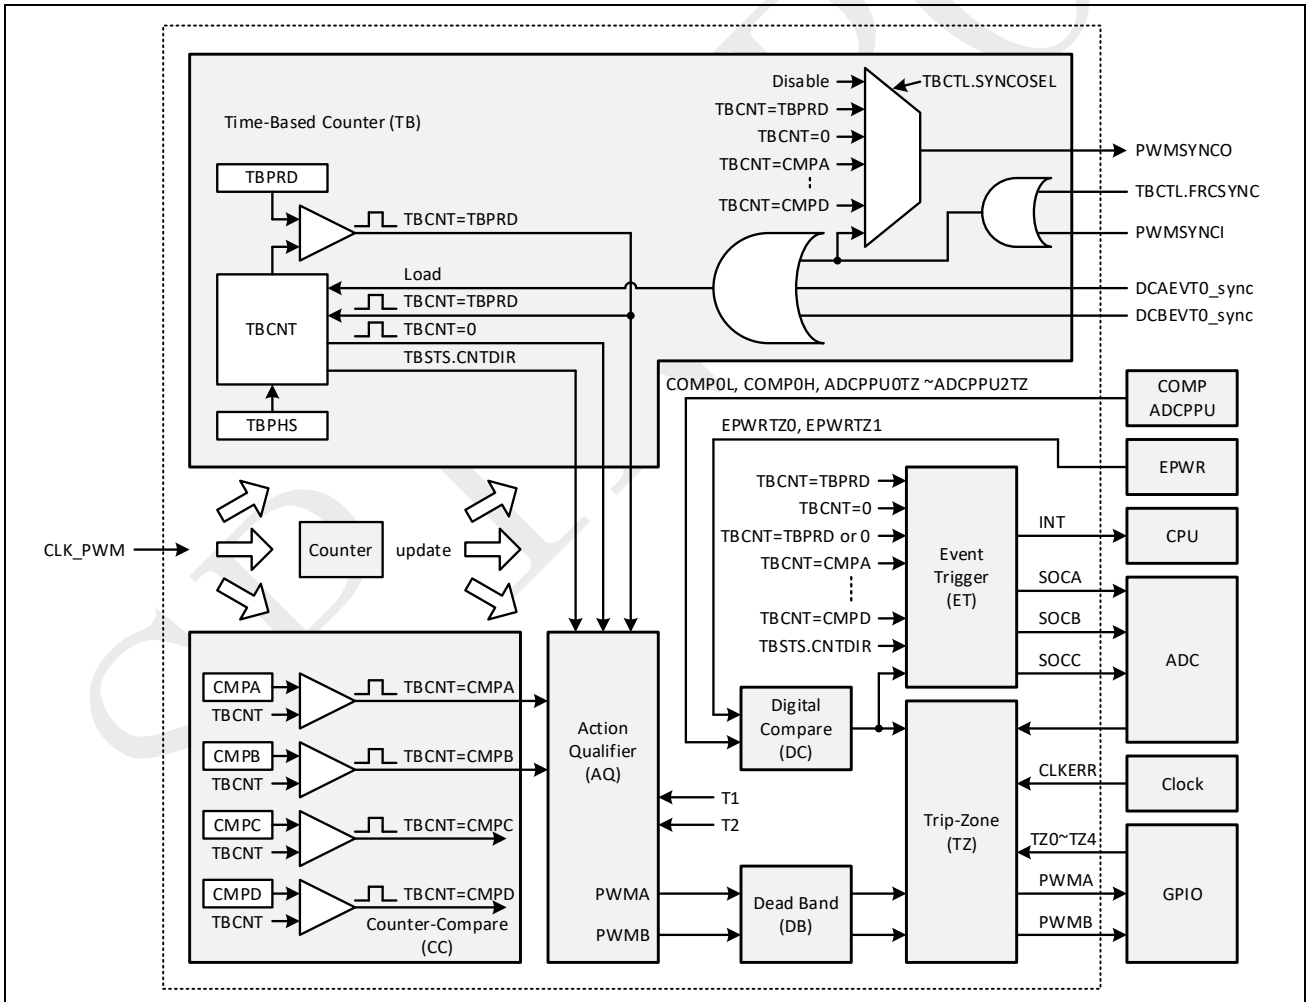 Disable
TBCTL.SYNCOSEL
TBCNT=TBPRD
Time-Based Counter (TB)
TBCNT=0
PWMSYNCO
TBCNT=CMPA
TBPRD
TBCTL.FRCSYNC
TBCNT=CMPD
TBCNT=TBPRD
PWMSYNCI
Load
DCAEVT0_sync
TBCNT=TBPRD
DCBEVT0_sync
TBCNT
TBCNT=0
TBSTS.CNTDIR
COMP0L, COMP0H, ADCPPU0TZ ~ADCPPU2TZ
COMP
ADCPPU
TBPHS
EPWRTZ0, EPWRTZ1
EPWR
TBCNT=TBPRD
TBCNT=0
INT
CPU
TBCNT=TBPRD or 0
CLK_PWM
Counter
update
Event
Trigger
(ET)
TBCNT=CMPA
SOCA
TBCNT=CMPD
SOCB
TBSTS.CNTDIR
SOCC
ADC
CMPA
TBCNT=CMPA
TBCNT
Digital
Compare
(DC)
Action
Qualifier
(AQ)
CMPB
TBCNT=CMPB
TBCNT
CLKERR
Clock
T1
T2
CMPC
TBCNT=CMPC
TBCNT
Trip-Zone
(TZ)
TZ0~TZ4
CMPD
TBCNT=CMPD
TBCNT
Counter-Compare
(CC)
PWMA
PWMB
Dead Band
(DB)
PWMA
PWMB
GPIO